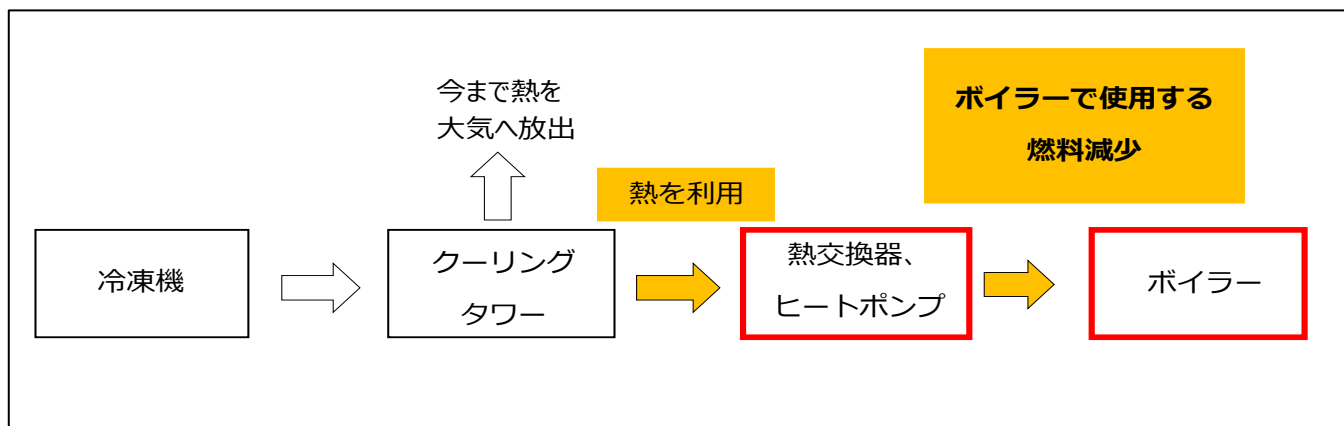 今まで熱を
大気へ放出
ボイラーで使用する
燃料減少
熱を利用
冷凍機
クーリング
タワー
熱交換器、
ヒートポンプ
ボイラー